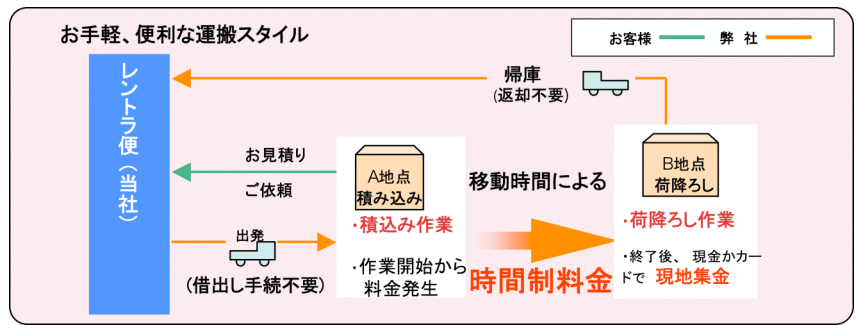 お手軽、便利な運搬スタイル
お客様
弊 社
レントラ便（当社）
帰庫
(返却不要)
お見積り
ご依頼
出発
(借出し手続不要)
A地点
積み込み
・積込み作業
・作業開始から
料金発生
移動時間による
時間制料金
B地点
荷降ろし
・荷降ろし作業
・終了後、現金かカー
ドで 現地集金